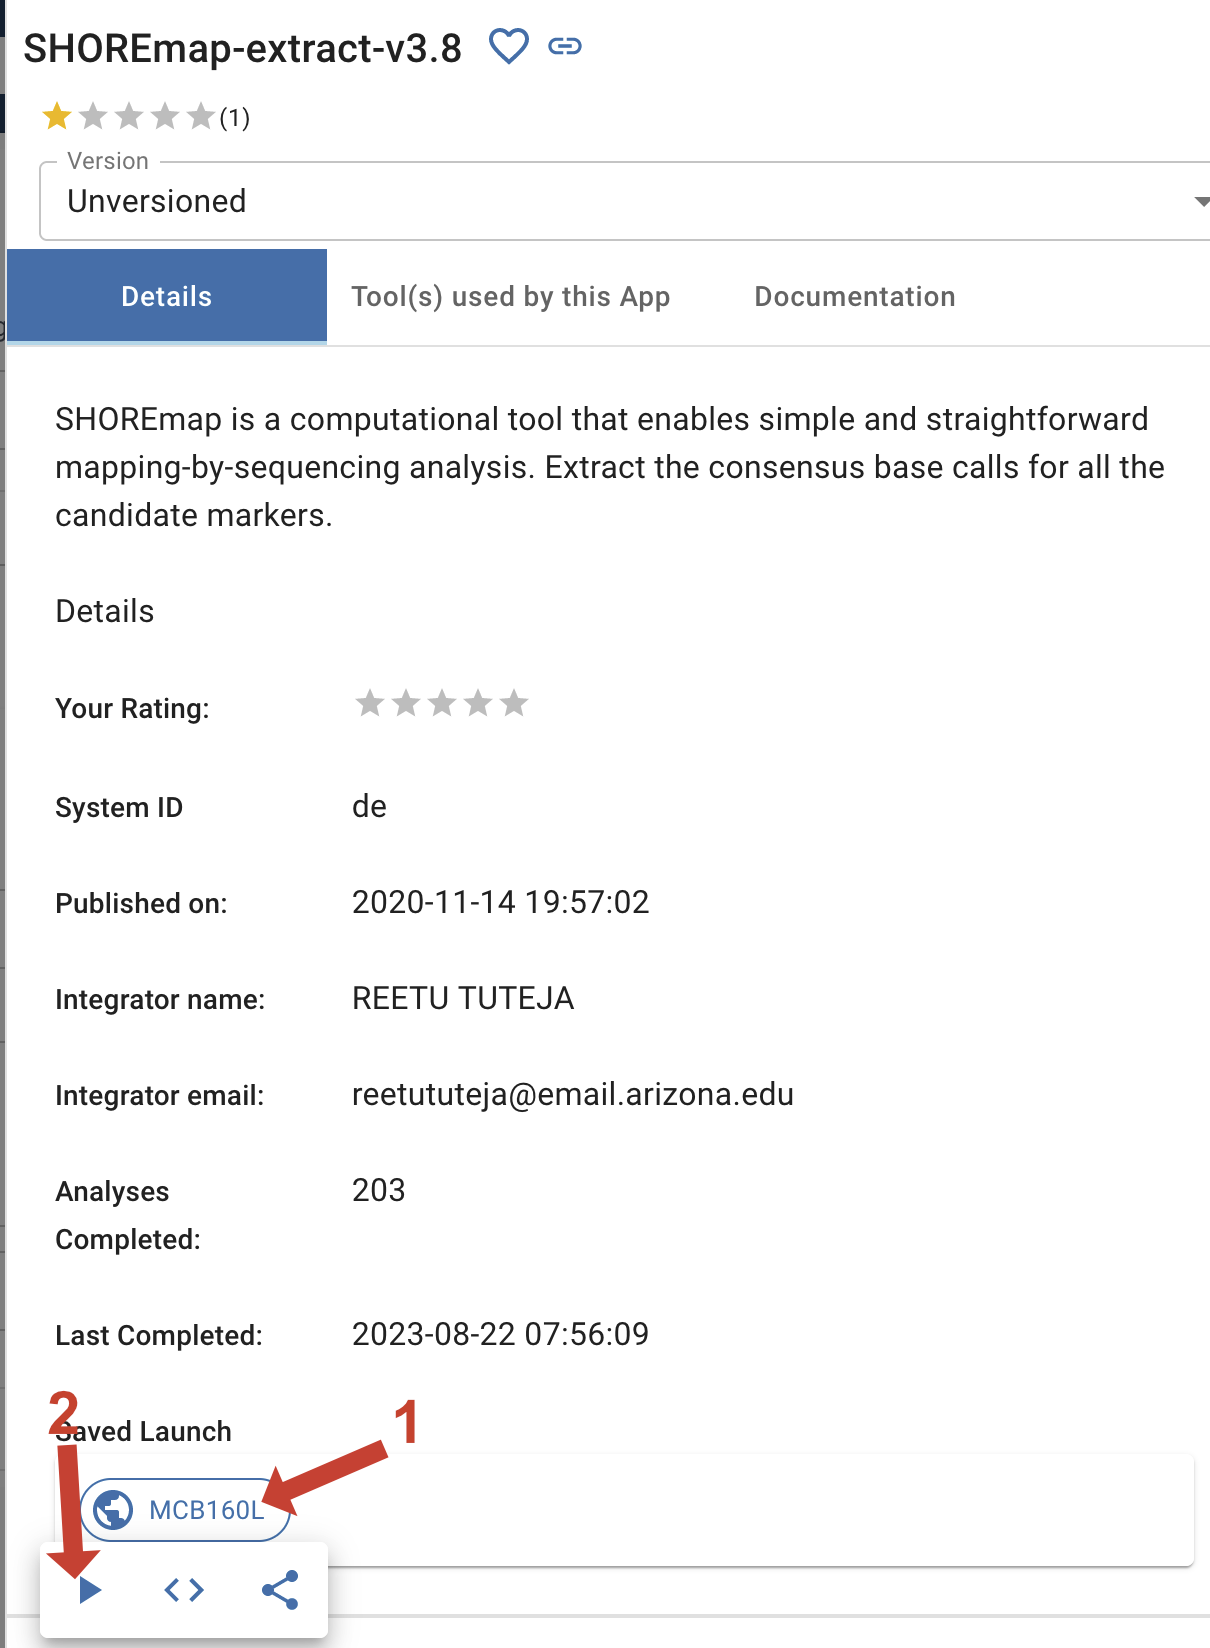 SHOREmap-extract-v3.8
(1)
Version
Unversioned
Details
Tool(s) used by this App
Documentation
SHOREmap is a computational tool that enables simple and straightforward
mapping-by-sequencing analysis. Extract the consensus base calls for all the
candidate markers.
Details
Your Rating:
System ID de
Published on: 2020-11-14 19:57:02
Integrator name: REETU TUTEJA
Integrator email: reetututeja@email.arizona.edu
Analyses 203
Completed:
Last Completed: 2023-08-22 07:56:09
2
1
Saved Launch
MCB160L